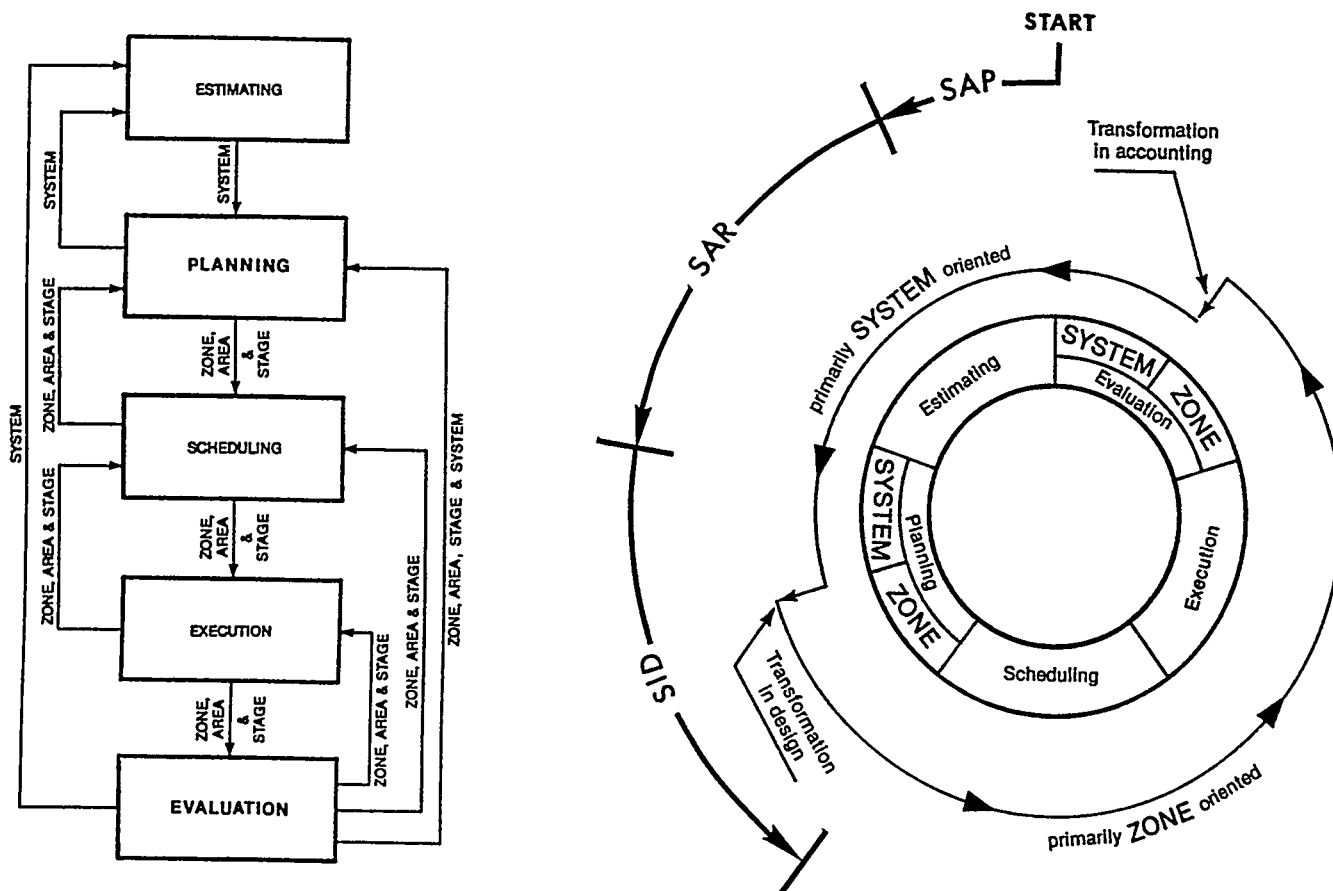 ESTIMATING
SYSTEM
SYSTEM
PLANNING
ZONE, AREA & STAGE
ZONE,
AREA
&
STAGE
SYSTEM
SCHEDULING
ZONE, AREA & STAGE
ZONE,
AREA
&
STAGE
ZONE, AREA & STAGE
ZONE, AREA, STAGE & SYSTEM
EXECUTION
ZONE,
AREA
&
STAGE
ZONE, AREA & STAGE
EVALUATION
START
SAP
SAR
SID
Transformation
in accounting
primarily SYSTEM oriented
SYSTEM
Evaluation
ZONE
Estimating
SYSTEM
Planning
ZONE
Execution
Scheduling
Transformation
in design
primarily ZONE oriented